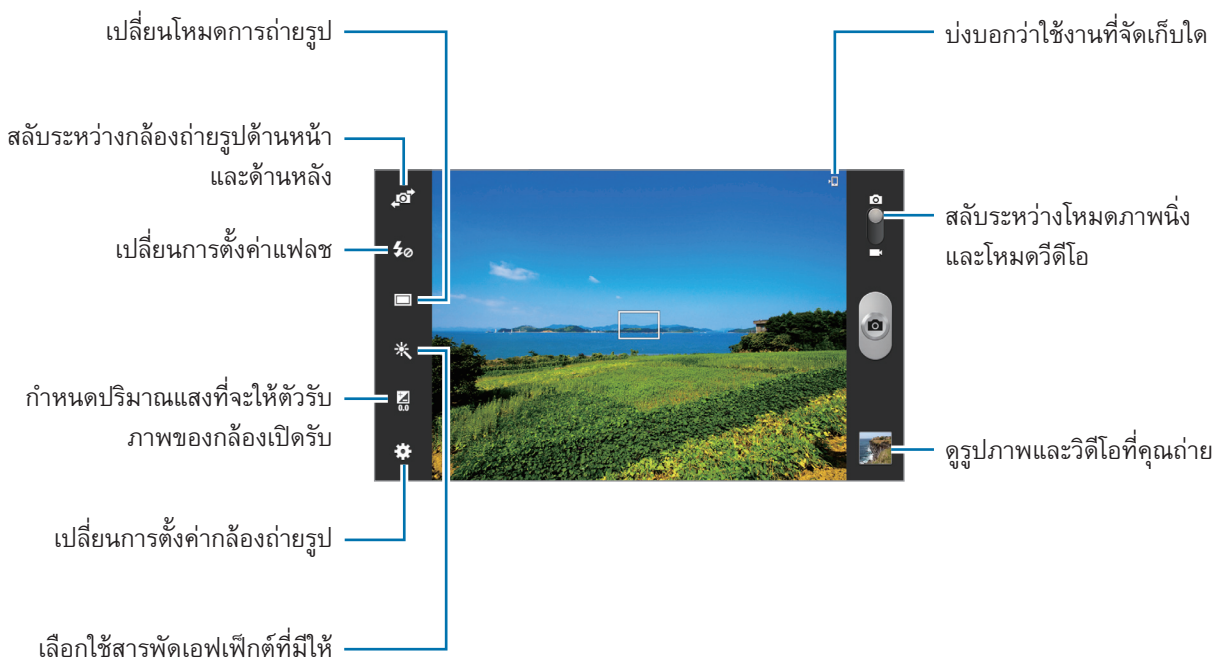 เปลี่ยนโหมดการถ่ายรูป
บ่งบอกว่าใช้งานที่จัดเก็บใด
สลับระหว่างกล้องถ่ายรูปด้านหน้า
และด้านหลัง
สลับระหว่างโหมดภาพนิ่ง
และโหมดวีดีโอ
เปลี่ยนการตั้งค่าแฟลช
กำหนดปริมาณแสงที่จะให้ตัวรับ
ภาพของกล้องเปิดรับ
0.0
ดูรูปภาพและวิดีโอที่คุณถ่าย
เปลี่ยนการตั้งค่ากล้องถ่ายรูป
เลือกใช้สารพัดเอฟเฟ็กต์ที่มีให้